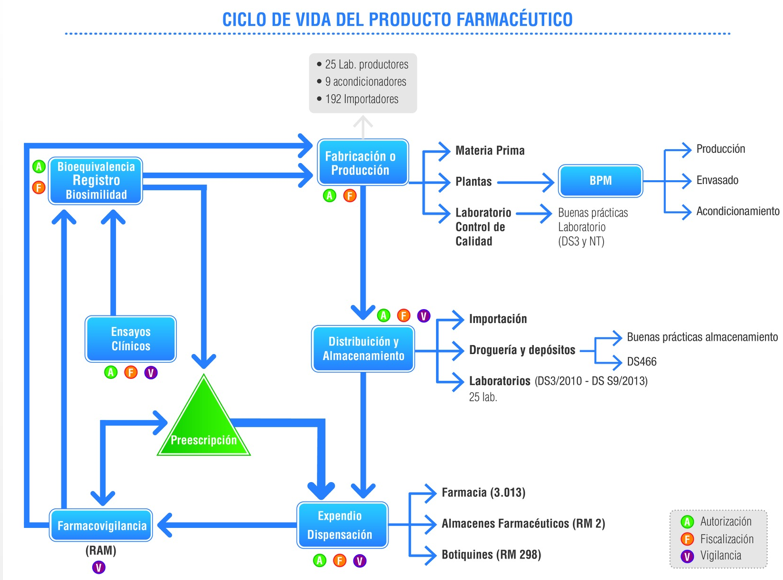 CICLO DE VIDA DEL PRODUCTO FARMACÉUTICO
• 25 Lab. productores
• 9 acondicionadores
• 192 Importadores
A
F
Bioequivalencia
Registro
Biosimilidad
Fabricación o
Producción
A F
Materia Prima
Plantas
Laboratorio
Control de
Calidad
BPM
Buenas prácticas
Laboratorio
(DS3 y NT)
Producción
Envasado
Acondicionamiento
Ensayos
Clínicos
A F V
A F V
Distribuición y
Almacenamiento
Importación
Droguería y depósitos
Buenas prácticas almacenamiento
DS466
Laboratorios (DS3/2010 - DS S9/2013)
25 lab.
Preescripción
Farmacovigilancia
(RAM)
V
Expendio
Dispensación
A F V
Farmacia (3.013)
Almacenes Farmacéuticos (RM 2)
Botiquines (RM 298)
A Autorización
F Fiscalización
V Vigilancia